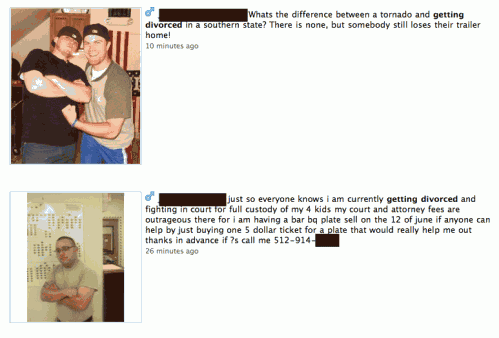 Whats the difference between a tornado and getting
divorced in a southern state? There is none, but somebody still loses their trailer
home!
10 minutes ago
just so everyone knows i am currently getting divorced and
fighting in court for full custody of my 4 kids my court and attorney fees are
outrageous there for i am having a bar bq plate sell on the 12 of june if anyone can
help by just buying one 5 dollar ticket for a plate that would really help me out
thanks in advance if ?s call me 512-914-
26 minutes ago